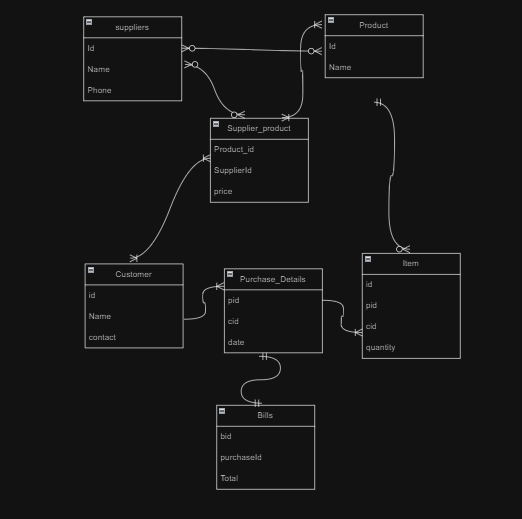 suppliers
Id
Name
Phone
Product
Id
Name
Supplier_product
Product_id
SupplierId
price
Customer
id
Name
contact
Purchase_Details
pid
cid
date
Item
id
pid
cid
quantity
Bills
bid
purchaseId
Total